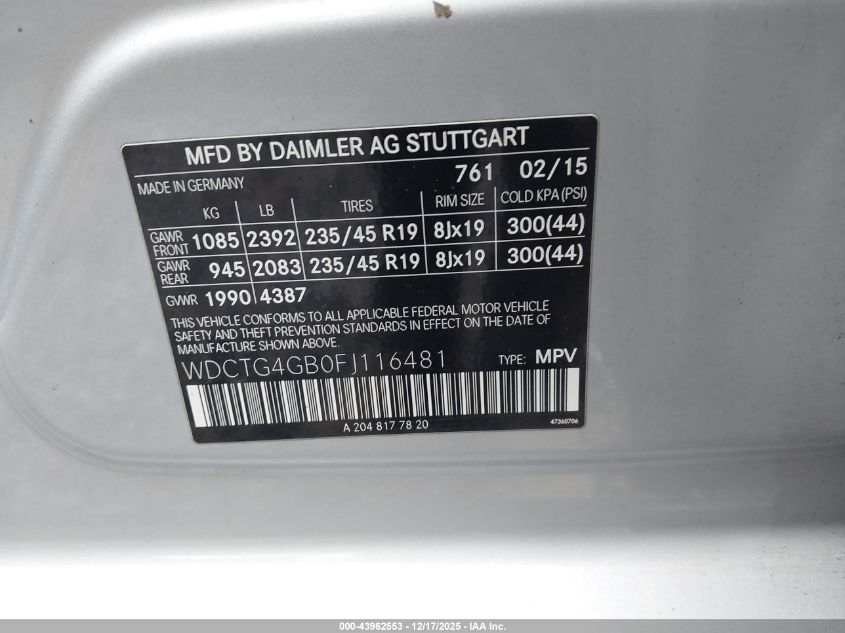 MFD BY DAIMLER AG STUTTGART
MADE IN GERMANY 761 02/15
KG LB TIRES RIM SIZE COLD KPA (PSI)
GAWR FRONT 1085 2392 235/45 R19 8Jx19 300(44)
GAWR REAR 945 2083 235/45 R19 8Jx19 300(44)
GVWR 1990 4387
THIS VEHICLE CONFORMS TO ALL APPLICABLE FEDERAL MOTOR VEHICLE
SAFETY AND THEFT PREVENTION STANDARDS IN EFFECT ON THE DATE OF
MANUFACTURE SHOWN ABOVE.
WDCTG4GB0FJ116481 TYPE: MPV
A 204 817 78 20 47360706
000-43962553 - 12/17/2025 - IAA Inc.